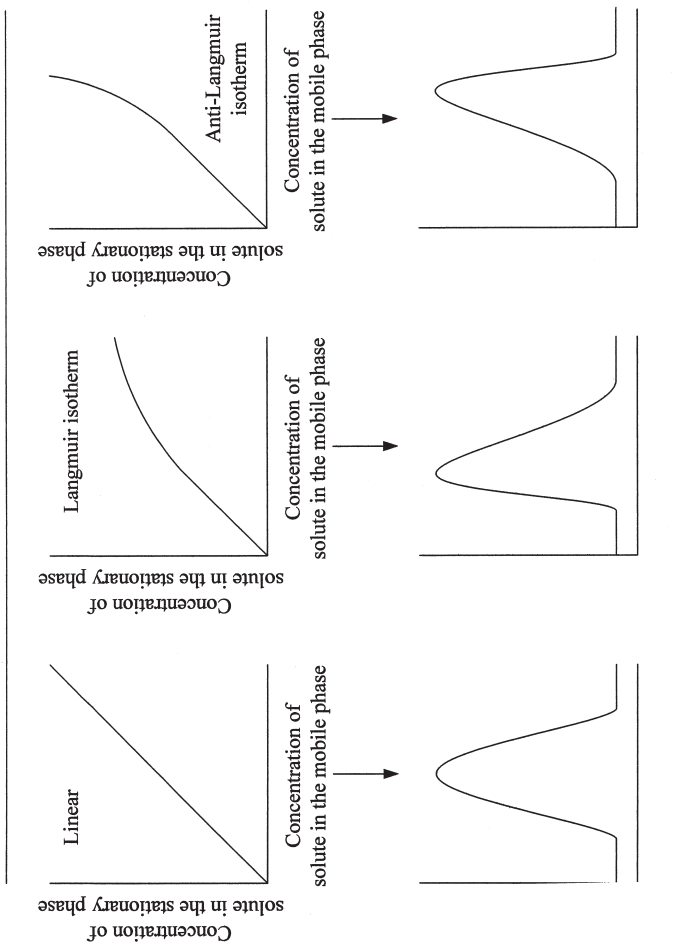 Linear
Concentration of
solute in the stationary phase
Concentration of
solute in the mobile phase
Langmuir isotherm
Concentration of
solute in the stationary phase
Concentration of
solute in the mobile phase
Anti-Langmuir
isotherm
Concentration of
solute in the stationary phase
Concentration of
solute in the mobile phase